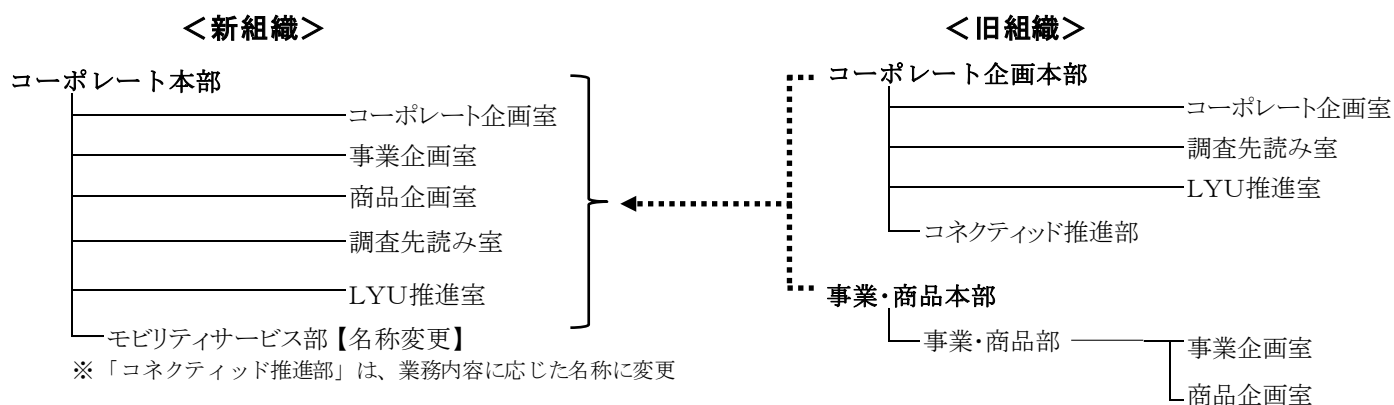 ＜新組織＞
コーポレート本部
コーポレート企画室
事業企画室
商品企画室
調査先読み室
LYU推進室
モビリティサービス部【名称変更】
※「コネクティッド推進部」は、業務内容に応じた名称に変更
＜旧組織＞
コーポレート企画本部
コーポレート企画室
調査先読み室
LYU推進室
コネクティッド推進部
事業・商品本部
事業・商品部
事業企画室
商品企画室